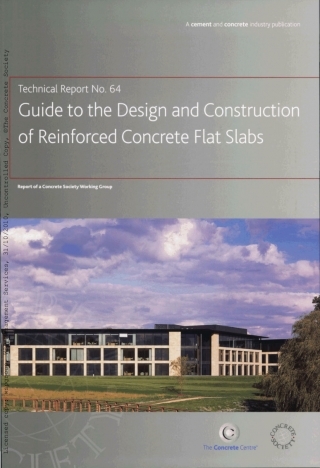 A cement and concrete industry publication
Technical Report No. 64
Guide to the Design and Construction
of Reinforced Concrete Flat Slabs
Report of a Concrete Society Working Group
The Concrete Centre
CONCRETE
SOCIETY
Licensed copy:
Management Services, 31/10/2010, Uncontrolled Copy, ©The Concrete Society